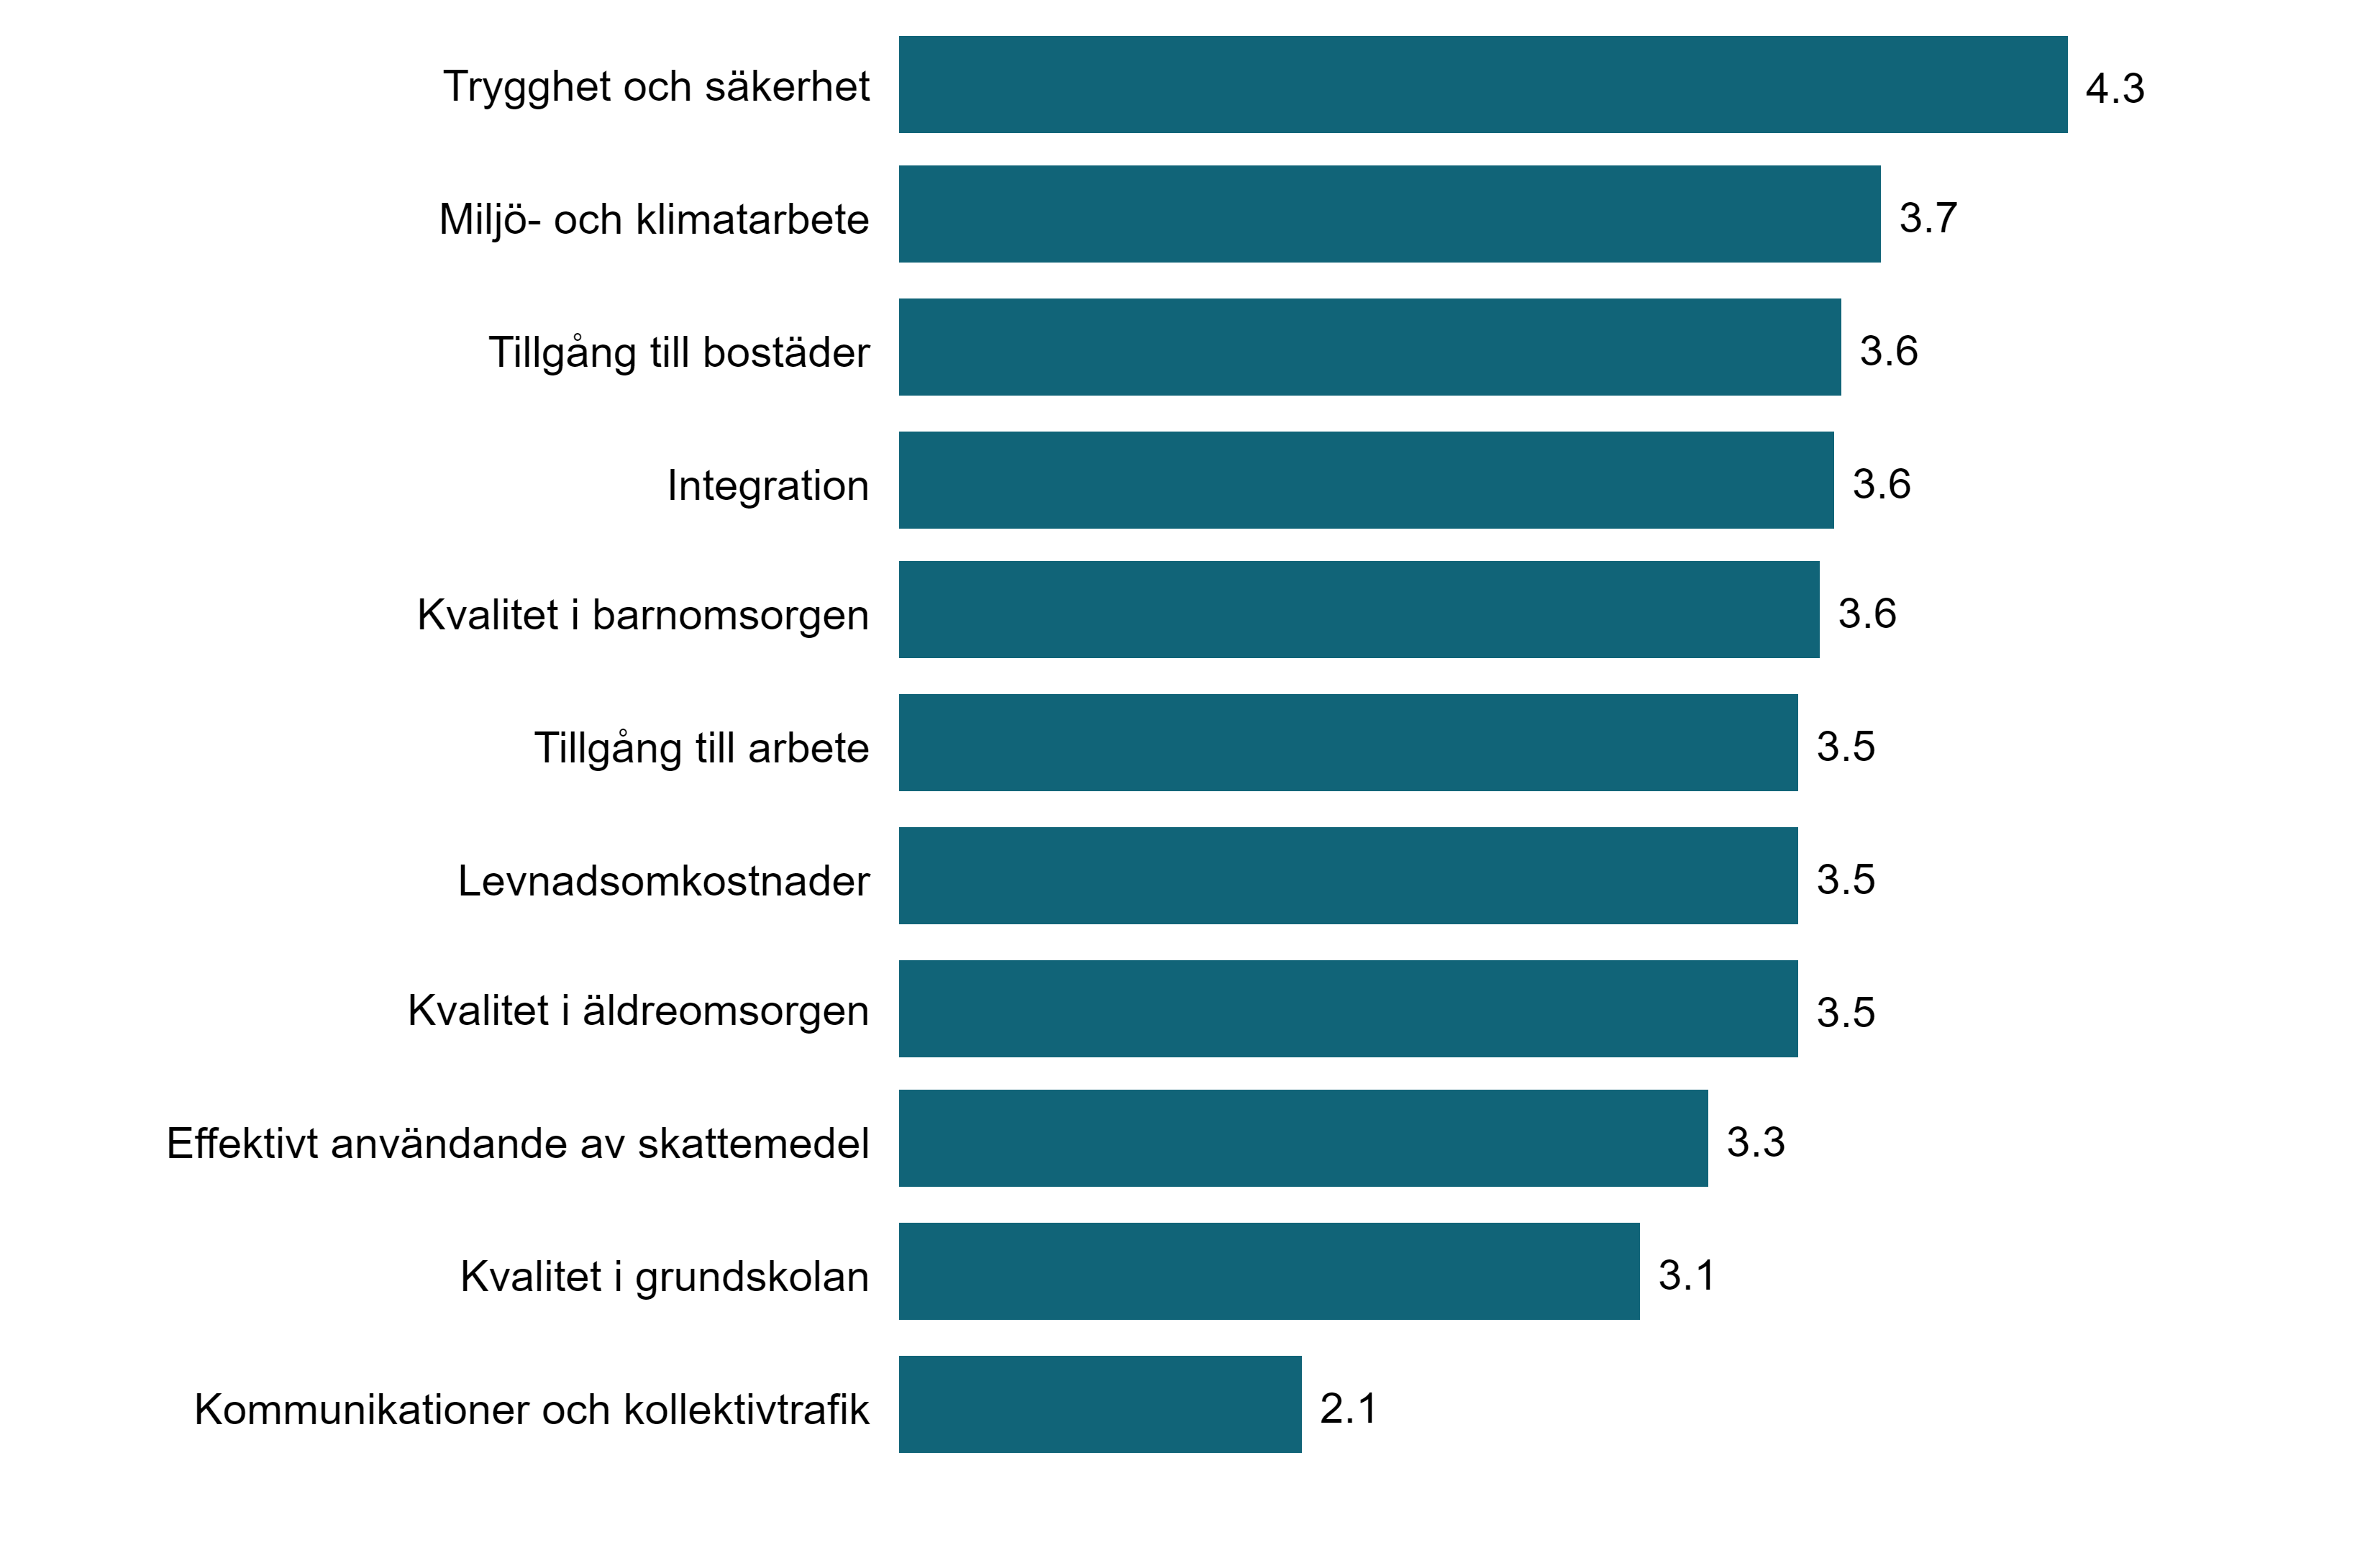 Trygghet och säkerhet 4.3
Miljö- och klimatarbete 3.7
Tillgång till bostäder 3.6
Integration 3.6
Kvalitet i barnomsorgen 3.6
Tillgång till arbete 3.5
Levnadsomkostnader 3.5
Kvalitet i äldreomsorgen 3.5
Effektivt användande av skattemedel 3.3
Kvalitet i grundskolan 3.1
Kommunikationer och kollektivtrafik 2.1